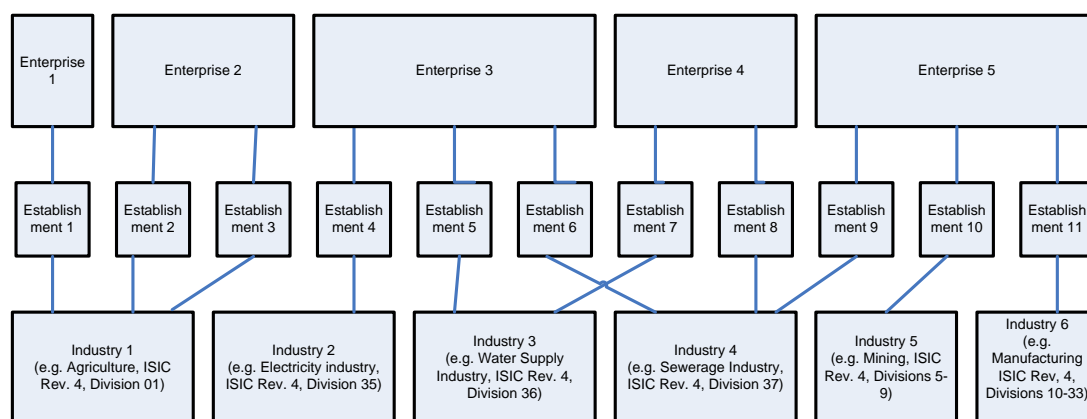 Enterprise
1
Enterprise 2
Enterprise 3
Enterprise 4
Enterprise 5
Establish
ment 1
Establish
ment 2
Establish
ment 3
Establish
ment 4
Establish
ment 5
Establish
ment 6
Establish
ment 7
Establish
ment 8
Establish
ment 9
Establish
ment 10
Establish
ment 11
Industry 1
(e.g. Agriculture, ISIC
Rev. 4, Division 01)
Industry 2
(e.g. Electricity industry,
ISIC Rev. 4, Division 35)
Industry 3
(e.g. Water Supply
Industry, ISIC Rev. 4,
Division 36)
Industry 4
(e.g. Sewerage Industry,
ISIC Rev. 4, Division 37)
Industry 5
(e.g. Mining, ISIC
Rev. 4, Divisions 5-
9)
Industry 6
(e.g.
Manufacturing
ISIC Rev, 4,
Divisions 10-33)